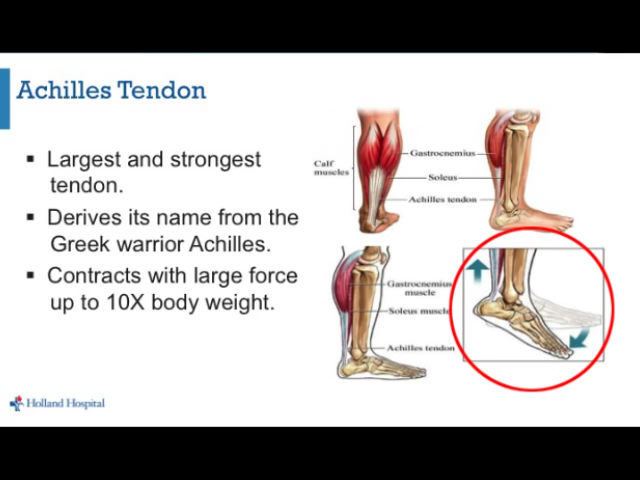 Achilles Tendon
▪ Largest and strongest
tendon.
▪ Derives its name from the
Greek warrior Achilles.
▪ Contracts with large force
up to 10X body weight.
Calf
muscles
Gastrocnemius
Soleus
Achilles tendon
Gastrocnemius
muscle
Soleus muscle
Achilles tendon
Holland Hospital